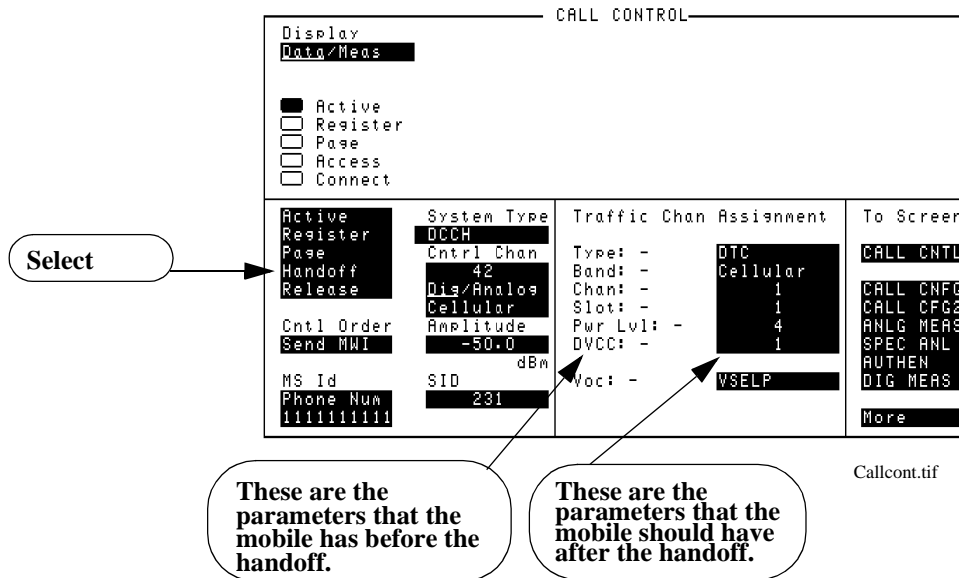 CALL CONTROL
Display
Data/Meas
Active
Register
Page
Access
Connect
Active
Register
Page
Handoff
Release
Cntl Order
Send MWI
MS Id
Phone Num
1111111111
System Type
DCCH
Cntrl Chan
42
Dig/Analog
Cellular
Amplitude
-50.0
dBm
SID
231
Traffic Chan Assignment
Type: - DTC
Band: - Cellular
Chan: - 1
Slot: - 1
Pwr Lvl: - 4
DVCC: - 1
Voc: - VSELP
To Screen
CALL CNTL
CALL CNFG
CALL CFG2
ANLG MEAS
SPEC ANL
AUTHEN
DIG MEAS
More
Select
These are the
parameters that the
mobile has before the
handoff.
These are the
parameters that the
mobile should have
after the handoff.
Callcont.tif